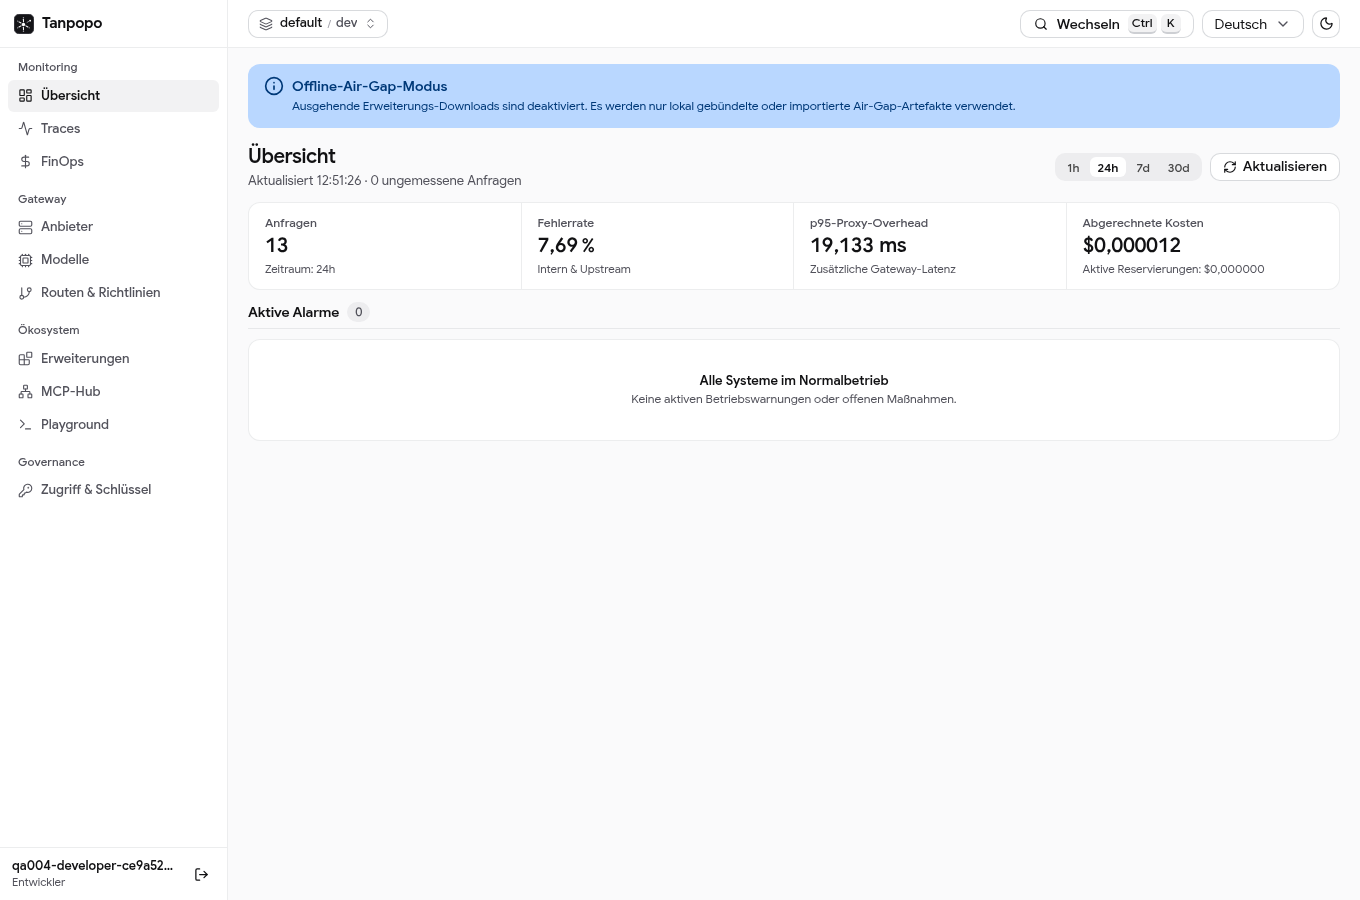 Tanpopo
default / dev
Wechseln Ctrl K
Deutsch
Monitoring
Übersicht
Traces
FinOps
Gateway
Anbieter
Modelle
Routen & Richtlinien
Ökosystem
Erweiterungen
MCP-Hub
Playground
Governance
Zugriff & Schlüssel
qa004-developer-ce9a52...
Entwickler
Offline-Air-Gap-Modus
Ausgehende Erweiterungs-Downloads sind deaktiviert. Es werden nur lokal gebündelte oder importierte Air-Gap-Artefakte verwendet.
Übersicht
Aktualisiert 12:51:26 · 0 ungemessene Anfragen
1h 24h 7d 30d
Aktualisieren
Anfragen
13
Zeitraum: 24h
Fehlerrate
7,69 %
Intern & Upstream
p95-Proxy-Overhead
19,133 ms
Zusätzliche Gateway-Latenz
Abgerechnete Kosten
$0,000012
Aktive Reservierungen: $0,000000
Aktive Alarme 0
Alle Systeme im Normalbetrieb
Keine aktiven Betriebswarnungen oder offenen Maßnahmen.